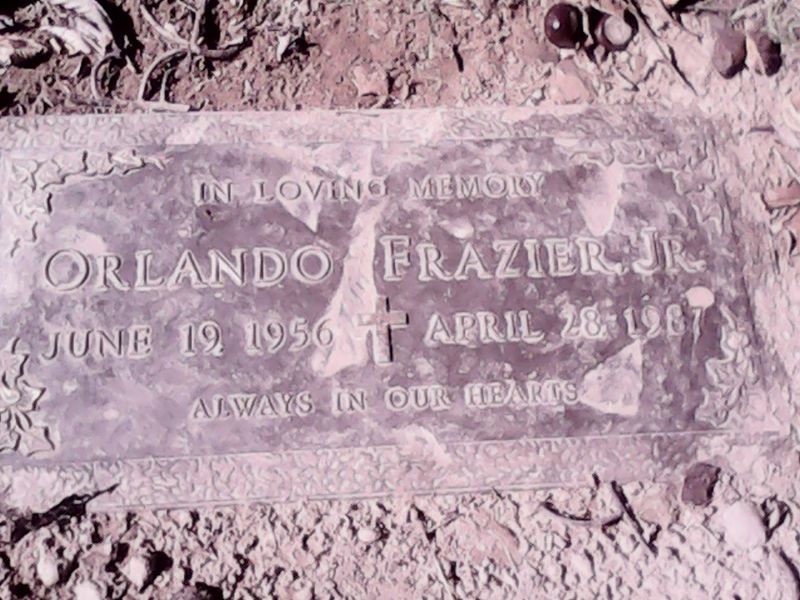 IN LOVING MEMORY
ORLANDO FRAZIER, JR.
JUNE 19, 1956 APRIL 28, 1987
ALWAYS IN OUR HEARTS